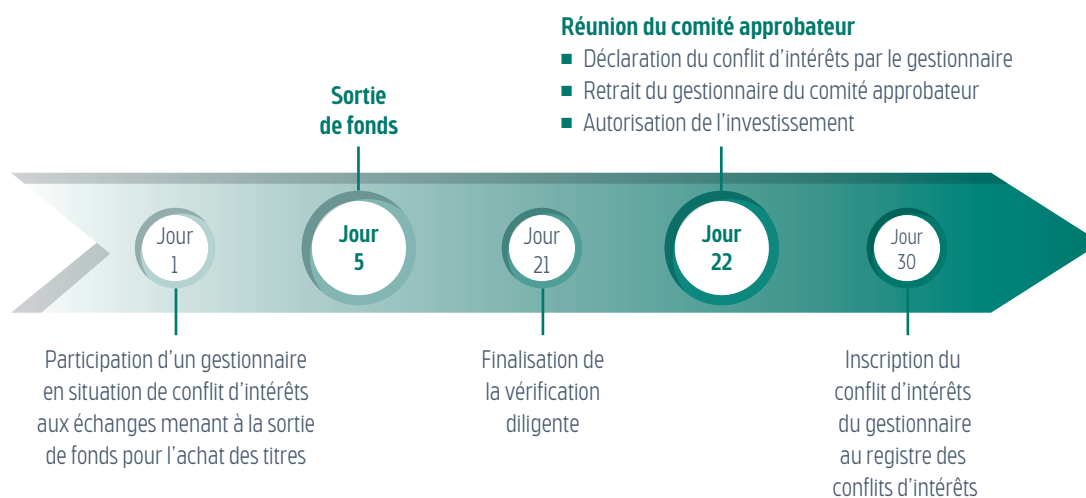 Réunion du comité approbateur
■ Déclaration du conflit d'intérêts par le gestionnaire
■ Retrait du gestionnaire du comité approbateur
■ Autorisation de l'investissement
Sortie
de fonds
Jour
1
Jour
5
Jour
21
Jour
22
Jour
30
Participation d'un gestionnaire
en situation de conflit d'intérêts
aux échanges menant à la sortie
de fonds pour l'achat des titres
Finalisation de
la vérification
diligente
Inscription du
conflit d'intérêts
du gestionnaire
au registre des
conflits d'intérêts